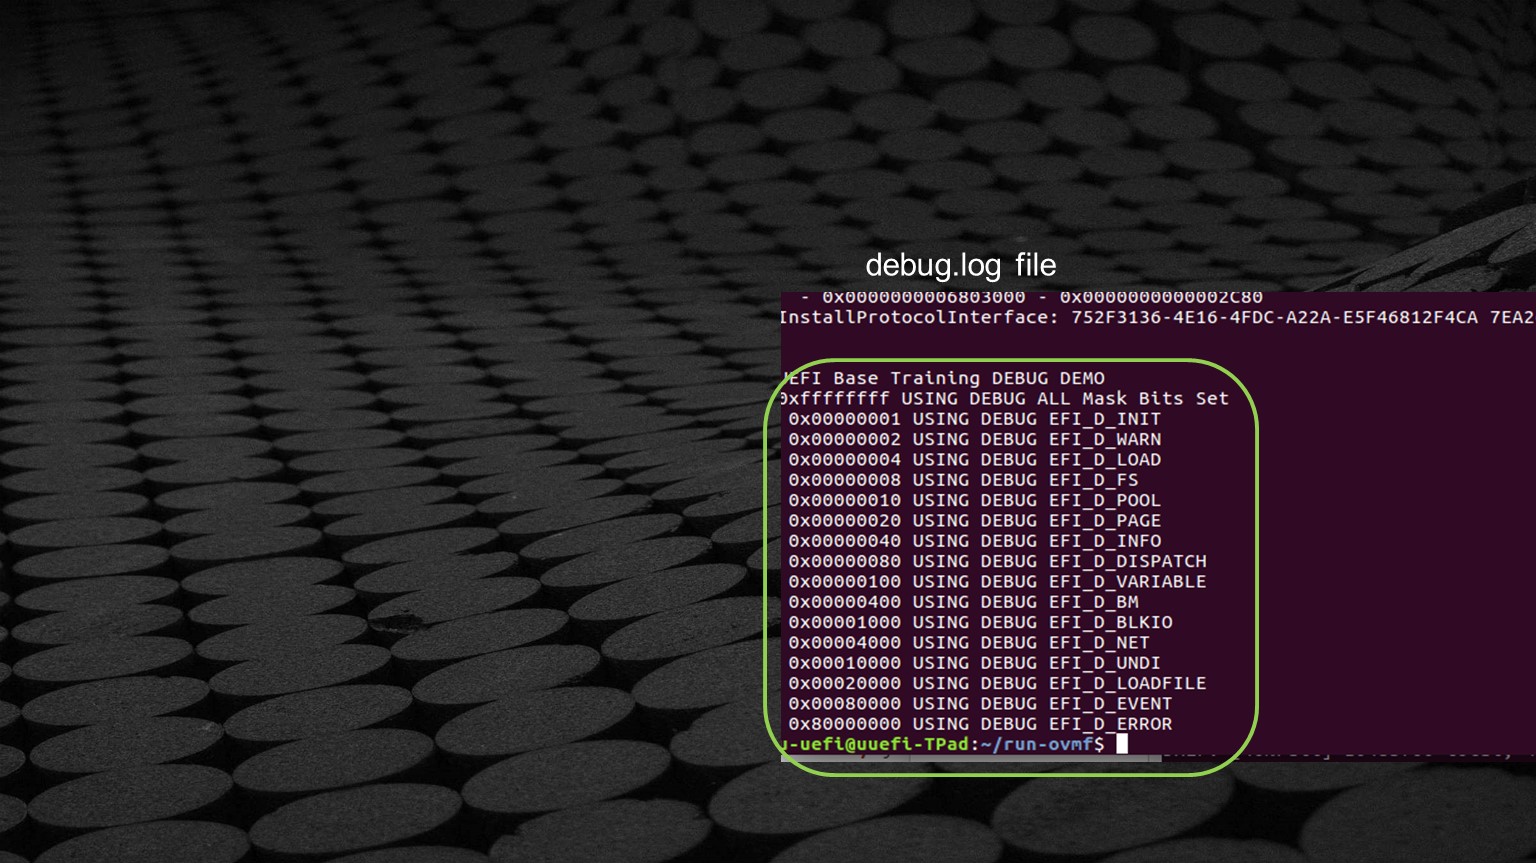 debug.log file
- 0x0000000006803000 - 0x0000000000002C80
InstallProtocolInterface: 752F3136-4E16-4FDC-A22A-E5F46812F4CA 7EA2
UEFI Base Training DEBUG DEMO
0xffffffff USING DEBUG ALL Mask Bits Set
0x00000001 USING DEBUG EFI_D_INIT
0x00000002 USING DEBUG EFI_D_WARN
0x00000004 USING DEBUG EFI_D_LOAD
0x00000008 USING DEBUG EFI_D_FS
0x00000010 USING DEBUG EFI_D_POOL
0x00000020 USING DEBUG EFI_D_PAGE
0x00000040 USING DEBUG EFI_D_INFO
0x00000080 USING DEBUG EFI_D_DISPATCH
0x00000100 USING DEBUG EFI_D_VARIABLE
0x00000400 USING DEBUG EFI_D_BM
0x00001000 USING DEBUG EFI_D_BLKIO
0x00004000 USING DEBUG EFI_D_NET
0x00010000 USING DEBUG EFI_D_UNDI
0x00020000 USING DEBUG EFI_D_LOADFILE
0x00080000 USING DEBUG EFI_D_EVENT
0x80000000 USING DEBUG EFI_D_ERROR
u-uefi@uuefi-TPad:~/run-ovmf$